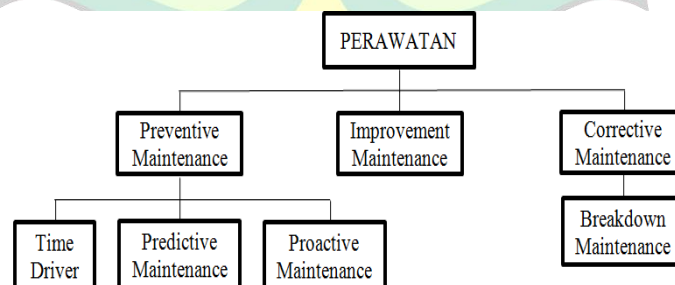 PERAWATAN
Preventive
Maintenance
Improvement
Maintenance
Corrective
Maintenance
Time
Driver
Predictive
Maintenance
Proactive
Maintenance
Breakdown
Maintenance